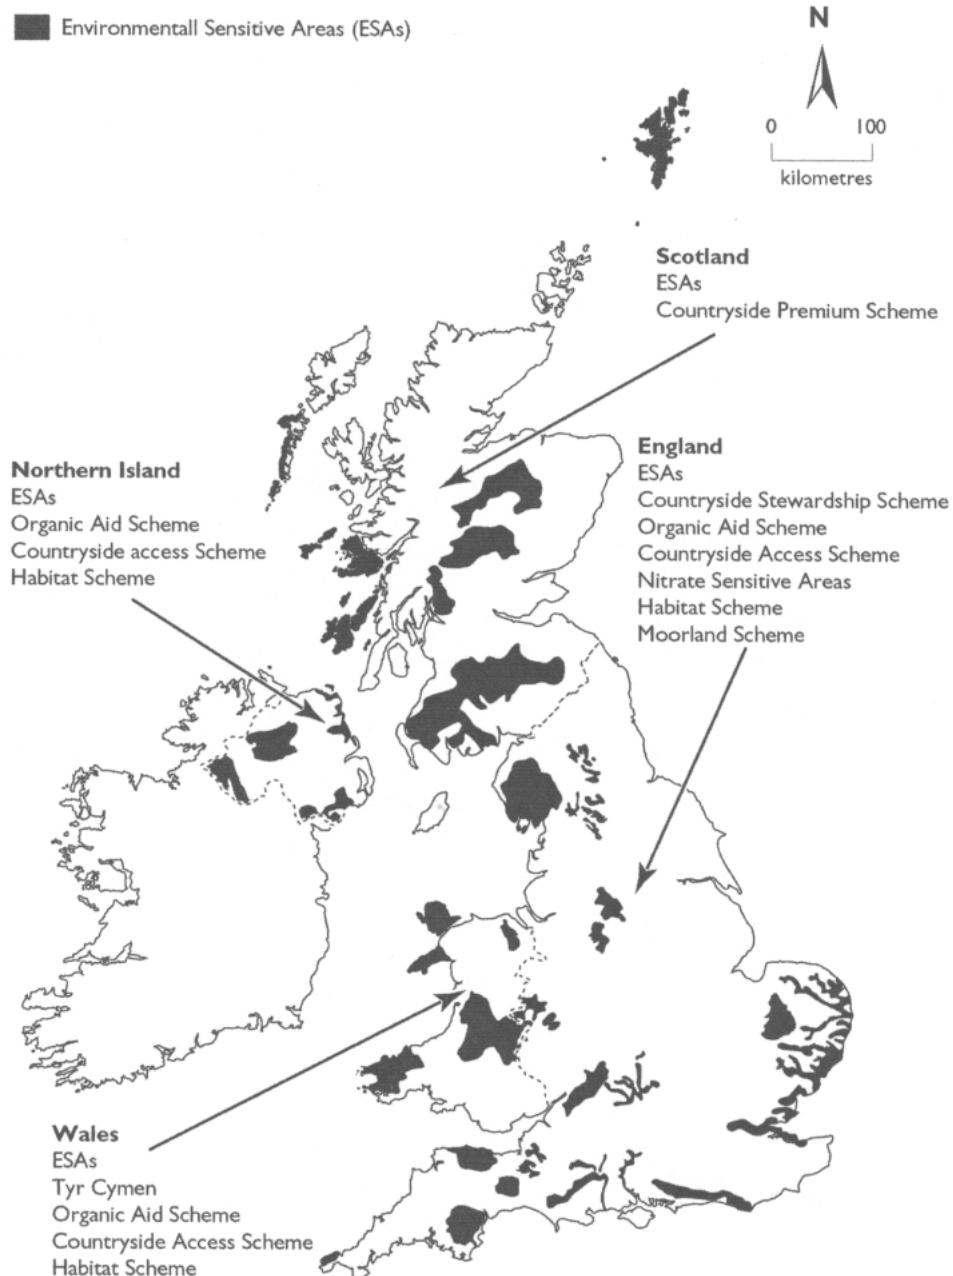 Environmentall Sensitive Areas (ESAs)
N
0 100
kilometres
Scotland
ESAs
Countryside Premium Scheme
Northern Island
ESAs
Organic Aid Scheme
Countryside access Scheme
Habitat Scheme
England
ESAs
Countryside Stewardship Scheme
Organic Aid Scheme
Countryside Access Scheme
Nitrate Sensitive Areas
Habitat Scheme
Moorland Scheme
Wales
ESAs
Tyr Cymen
Organic Aid Scheme
Countryside Access Scheme
Habitat Scheme